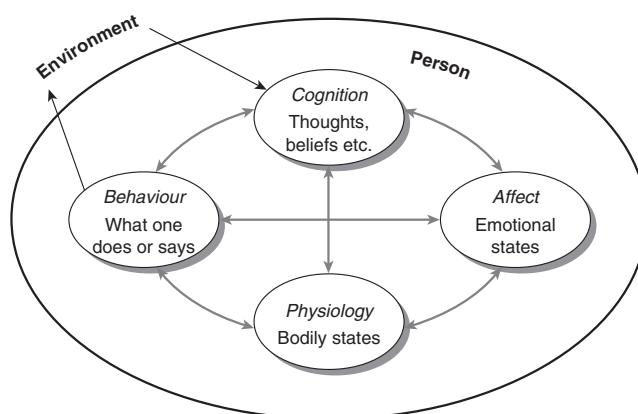 Environment
Person
Cognition
Thoughts,
beliefs etc.
Behaviour
What one
does or says
Affect
Emotional
states
Physiology
Bodily states